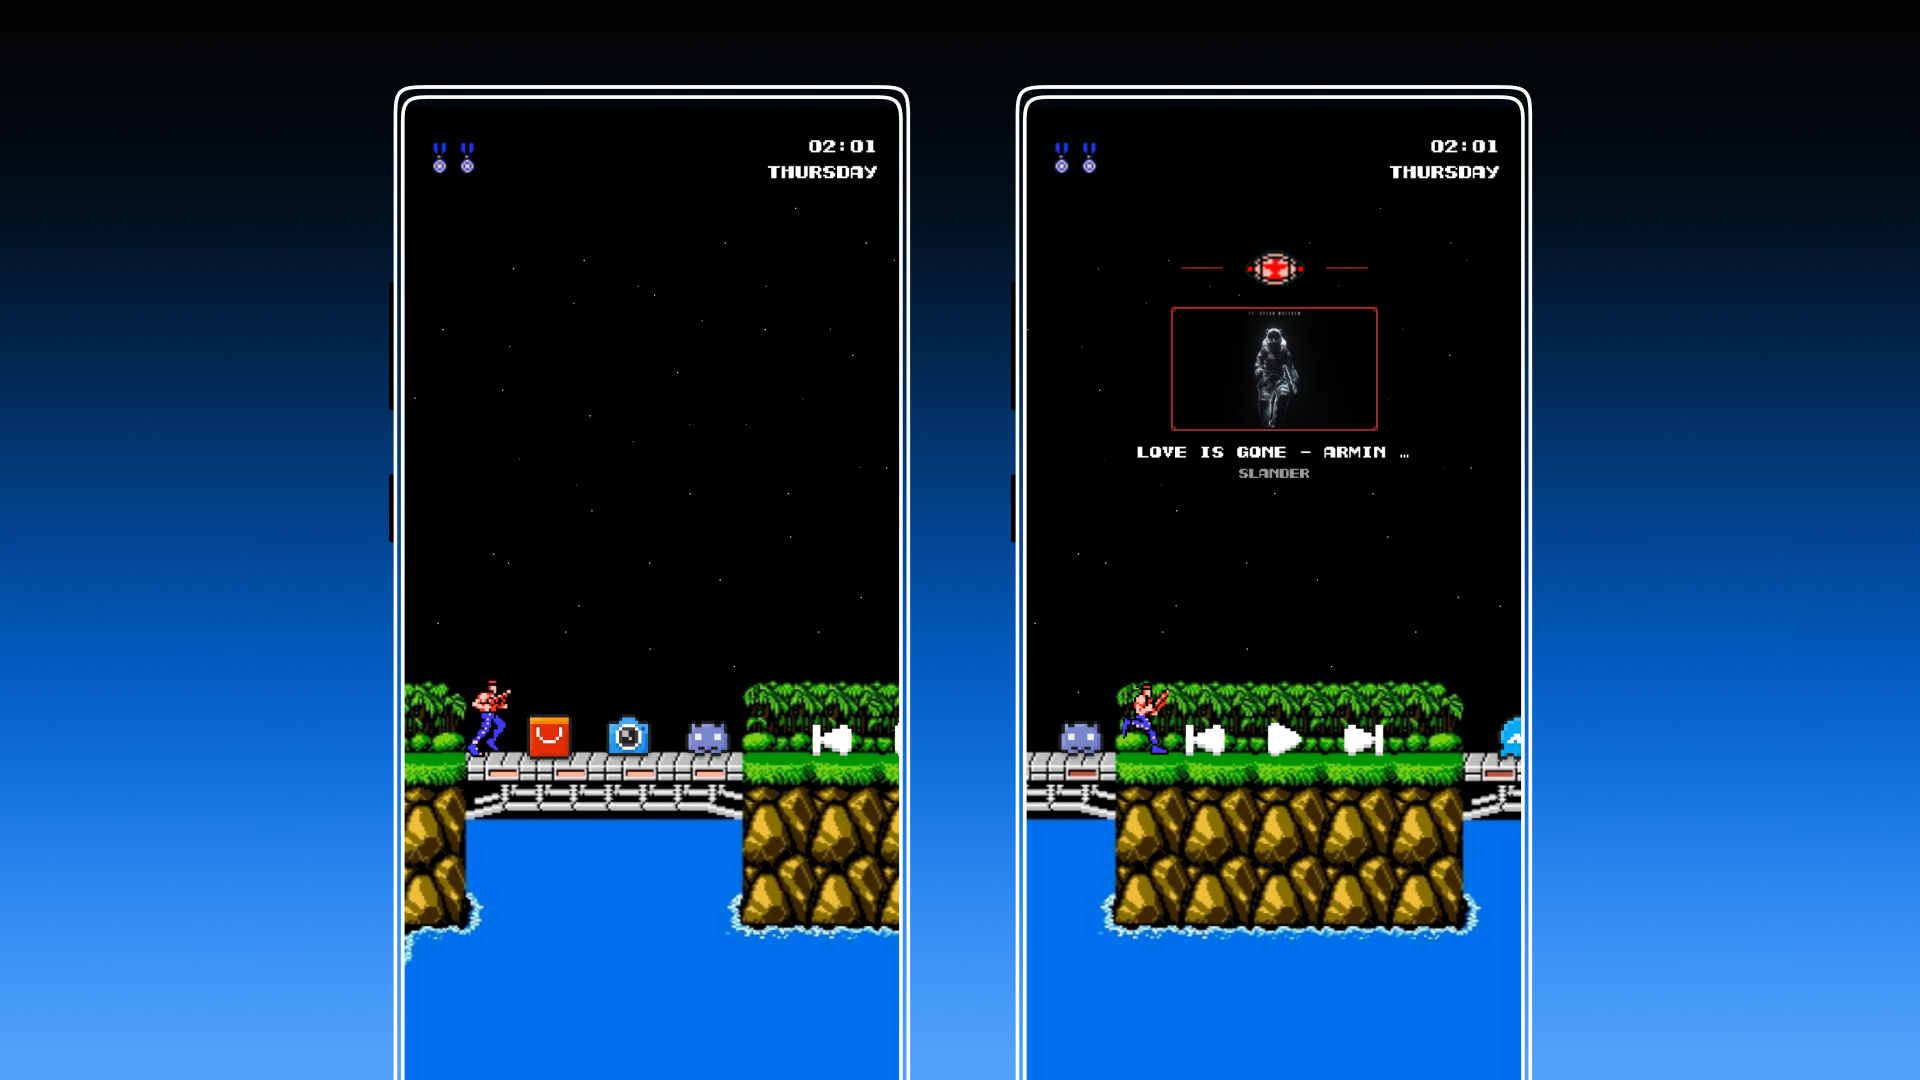 02:01
THURSDAY
02:01
THURSDAY
LOVE IS GONE - ARMIN …
SLANDER